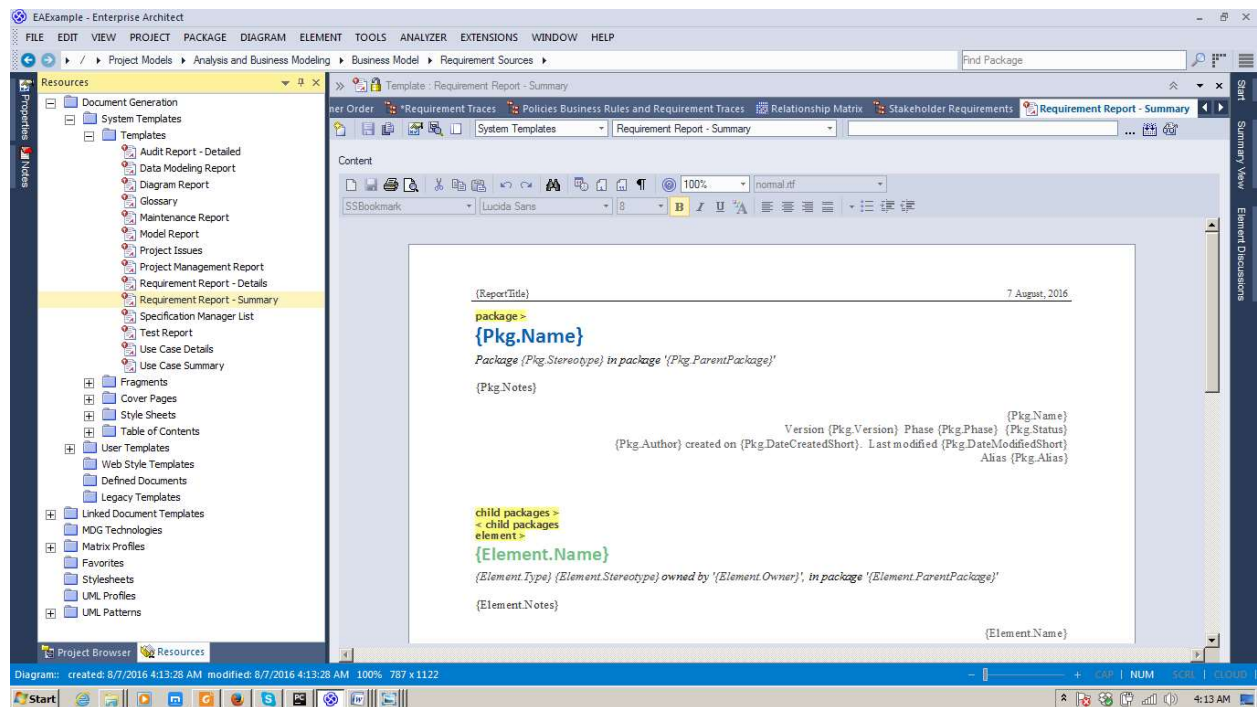 EAExample - Enterprise Architect
FILE EDIT VIEW PROJECT PACKAGE DIAGRAM ELEMENT TOOLS ANALYZER EXTENSIONS WINDOW HELP
/ Project Models Analysis and Business Modeling Business Model Requirement Sources Find Package
Resources
Document Generation
System Templates
Templates
Audit Report - Detailed
Data Modeling Report
Diagram Report
Glossary
Maintenance Report
Model Report
Project Issues
Project Management Report
Requirement Report - Details
Requirement Report - Summary
Specification Manager List
Test Report
Use Case Details
Use Case Summary
Fragments
Cover Pages
Style Sheets
Table of Contents
User Templates
Web Style Templates
Defined Documents
Legacy Templates
Linked Document Templates
MDG Technologies
Matrix Profiles
Favorites
Stylesheets
UML Profiles
UML Patterns
Project Browser Resources
Properties
Notes
Template : Requirement Report - Summary
ner Order *Requirement Traces Policies Business Rules and Requirement Traces Relationship Matrix Stakeholder Requirements Requirement Report - Summary
System Templates Requirement Report - Summary ...
Content
100% normal.rtf
SSBookmark Lucida Sans 8 B I U A
{ReportTitle} 7 August, 2016
package >
{Pkg.Name}
Package {Pkg.Stereotype} in package '{Pkg.ParentPackage}'
{Pkg.Notes}
{Pkg.Name}
Version {Pkg.Version} Phase {Pkg.Phase} {Pkg.Status}
{Pkg.Author} created on {Pkg.DateCreatedShort}. Last modified {Pkg.DateModifiedShort}
Alias {Pkg.Alias}
child packages >
< child packages
element >
{Element.Name}
{Element.Type} {Element.Stereotype} owned by '{Element.Owner}', in package '{Element.ParentPackage}'
{Element.Notes}
{Element.Name}
Start
Summary View
Element Discussions
Diagram:: created: 8/7/2016 4:13:28 AM modified: 8/7/2016 4:13:28 AM 100% 787 x 1122 CAP NUM SCRL CLOUD
Start 4:13 AM